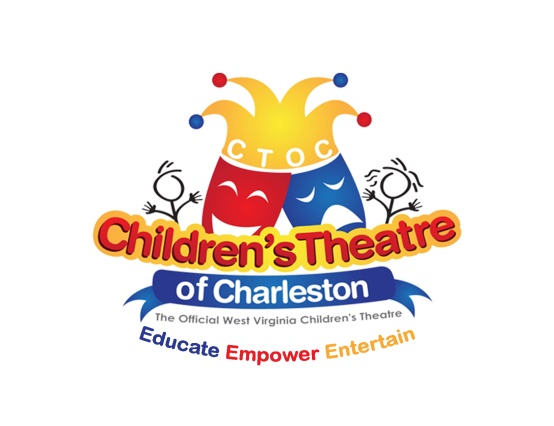 CTOC
Children's Theatre
of Charleston
The Official West Virginia Children's Theatre
Educate Empower Entertain